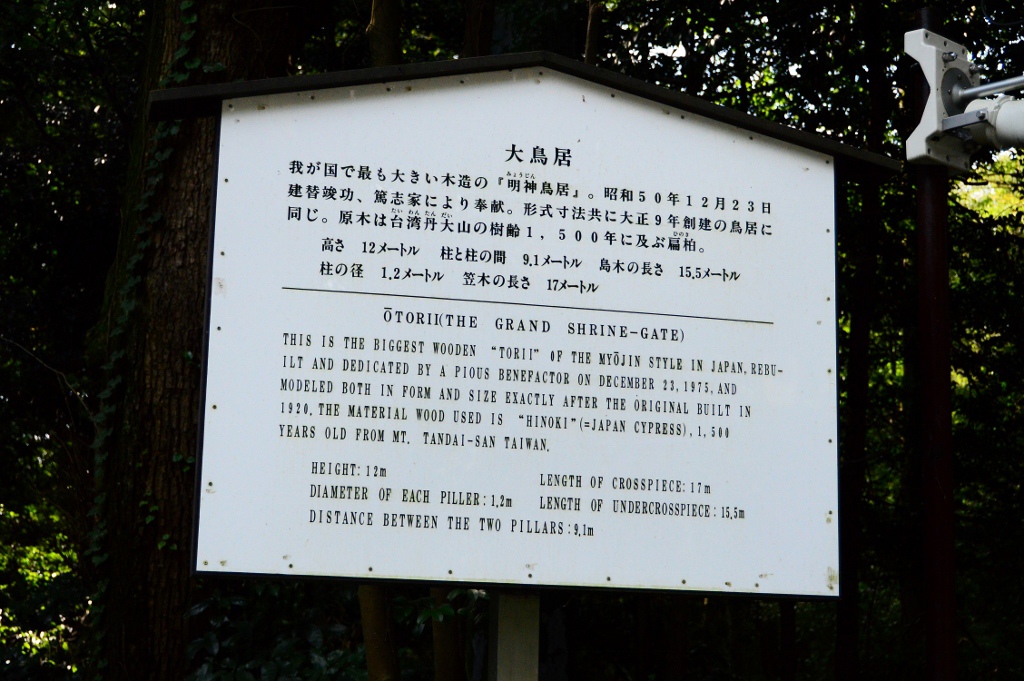 大鳥居
我が国で最も大きい木造の『明神鳥居』。昭和50年12月23日
建替竣功、篤志家により奉献。形式寸法共に大正9年創建の鳥居に
同じ。原木は台湾丹大山の樹齢1,500年に及ぶ扁柏。
高さ 12メートル 柱と柱の間 9.1メートル 島木の長さ 15.5メートル
柱の径 1.2メートル 笠木の長さ 17メートル
ŌTORII(THE GRAND SHRINE-GATE)
THIS IS THE BIGGEST WOODEN “TORII” OF THE MYŌJIN STYLE IN JAPAN, REBU-
ILT AND DEDICATED BY A PIOUS BENEFACTOR ON DECEMBER 23, 1975, AND
MODELED BOTH IN FORM AND SIZE EXACTLY AFTER THE ORIGINAL BUILT IN
1920. THE MATERIAL WOOD USED IS “HINOKI”(=JAPAN CYPRESS), 1,500
YEARS OLD FROM MT. TANDAI-SAN TAIWAN.
HEIGHT: 12m
LENGTH OF CROSSPIECE: 17m
DIAMETER OF EACH PILLER: 1.2m
LENGTH OF UNDERCROSSPIECE: 15.5m
DISTANCE BETWEEN THE TWO PILLARS: 9.1m